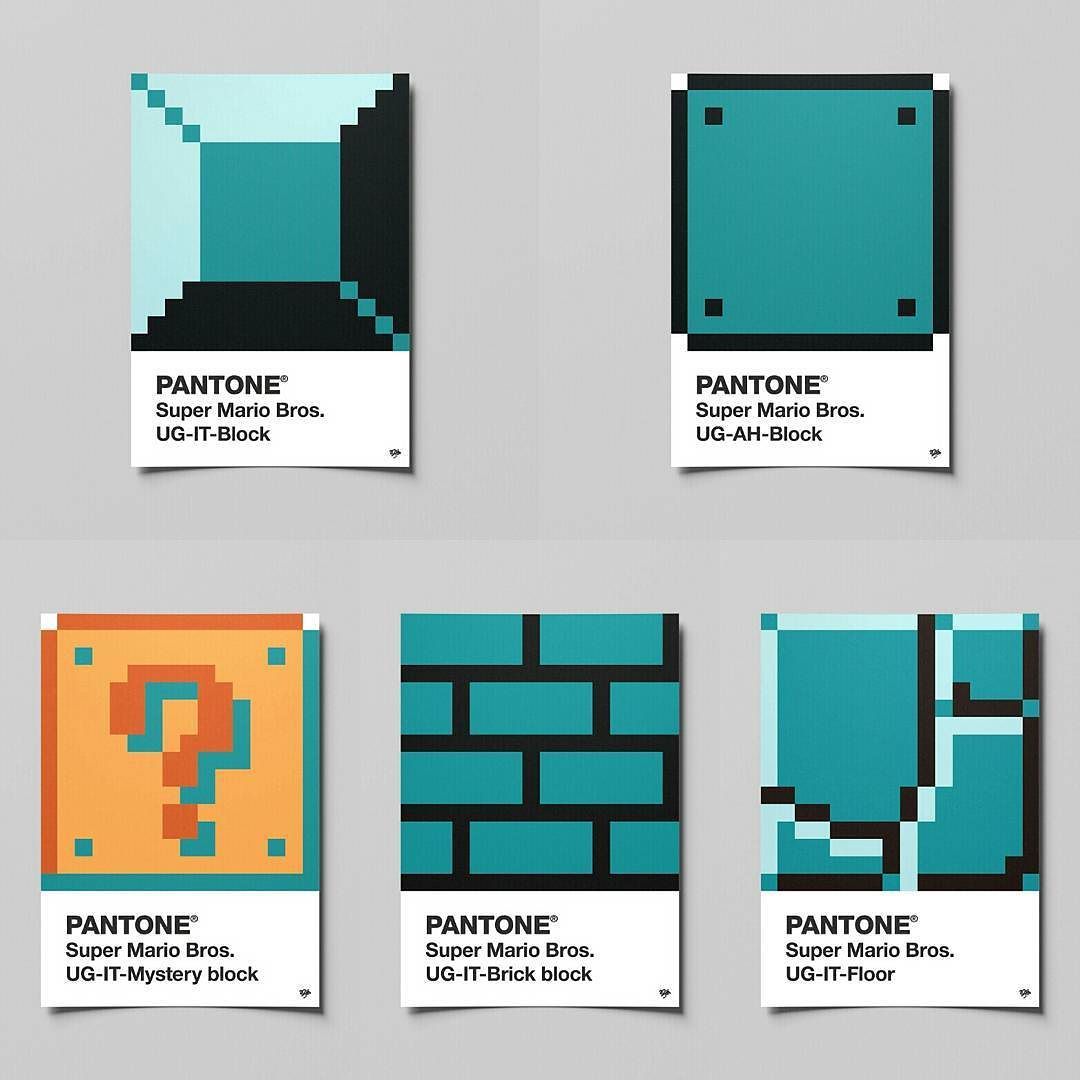 PANTONE®
Super Mario Bros.
UG-IT-Block
PANTONE®
Super Mario Bros.
UG-AH-Block
?
PANTONE®
Super Mario Bros.
UG-IT-Mystery block
PANTONE®
Super Mario Bros.
UG-IT-Brick block
PANTONE®
Super Mario Bros.
UG-IT-Floor